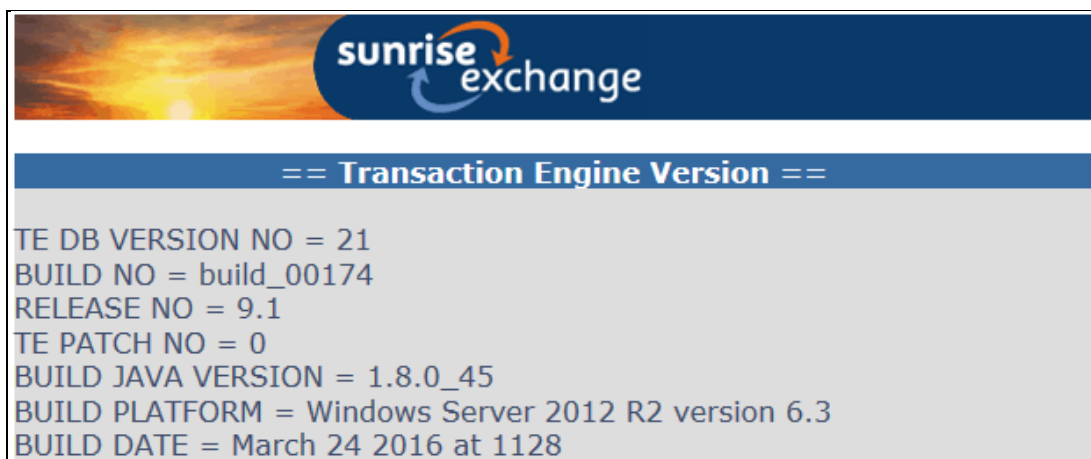 sunrise
exchange
== Transaction Engine Version ==
TE DB VERSION NO = 21
BUILD NO = build_00174
RELEASE NO = 9.1
TE PATCH NO = 0
BUILD JAVA VERSION = 1.8.0_45
BUILD PLATFORM = Windows Server 2012 R2 version 6.3
BUILD DATE = March 24 2016 at 1128